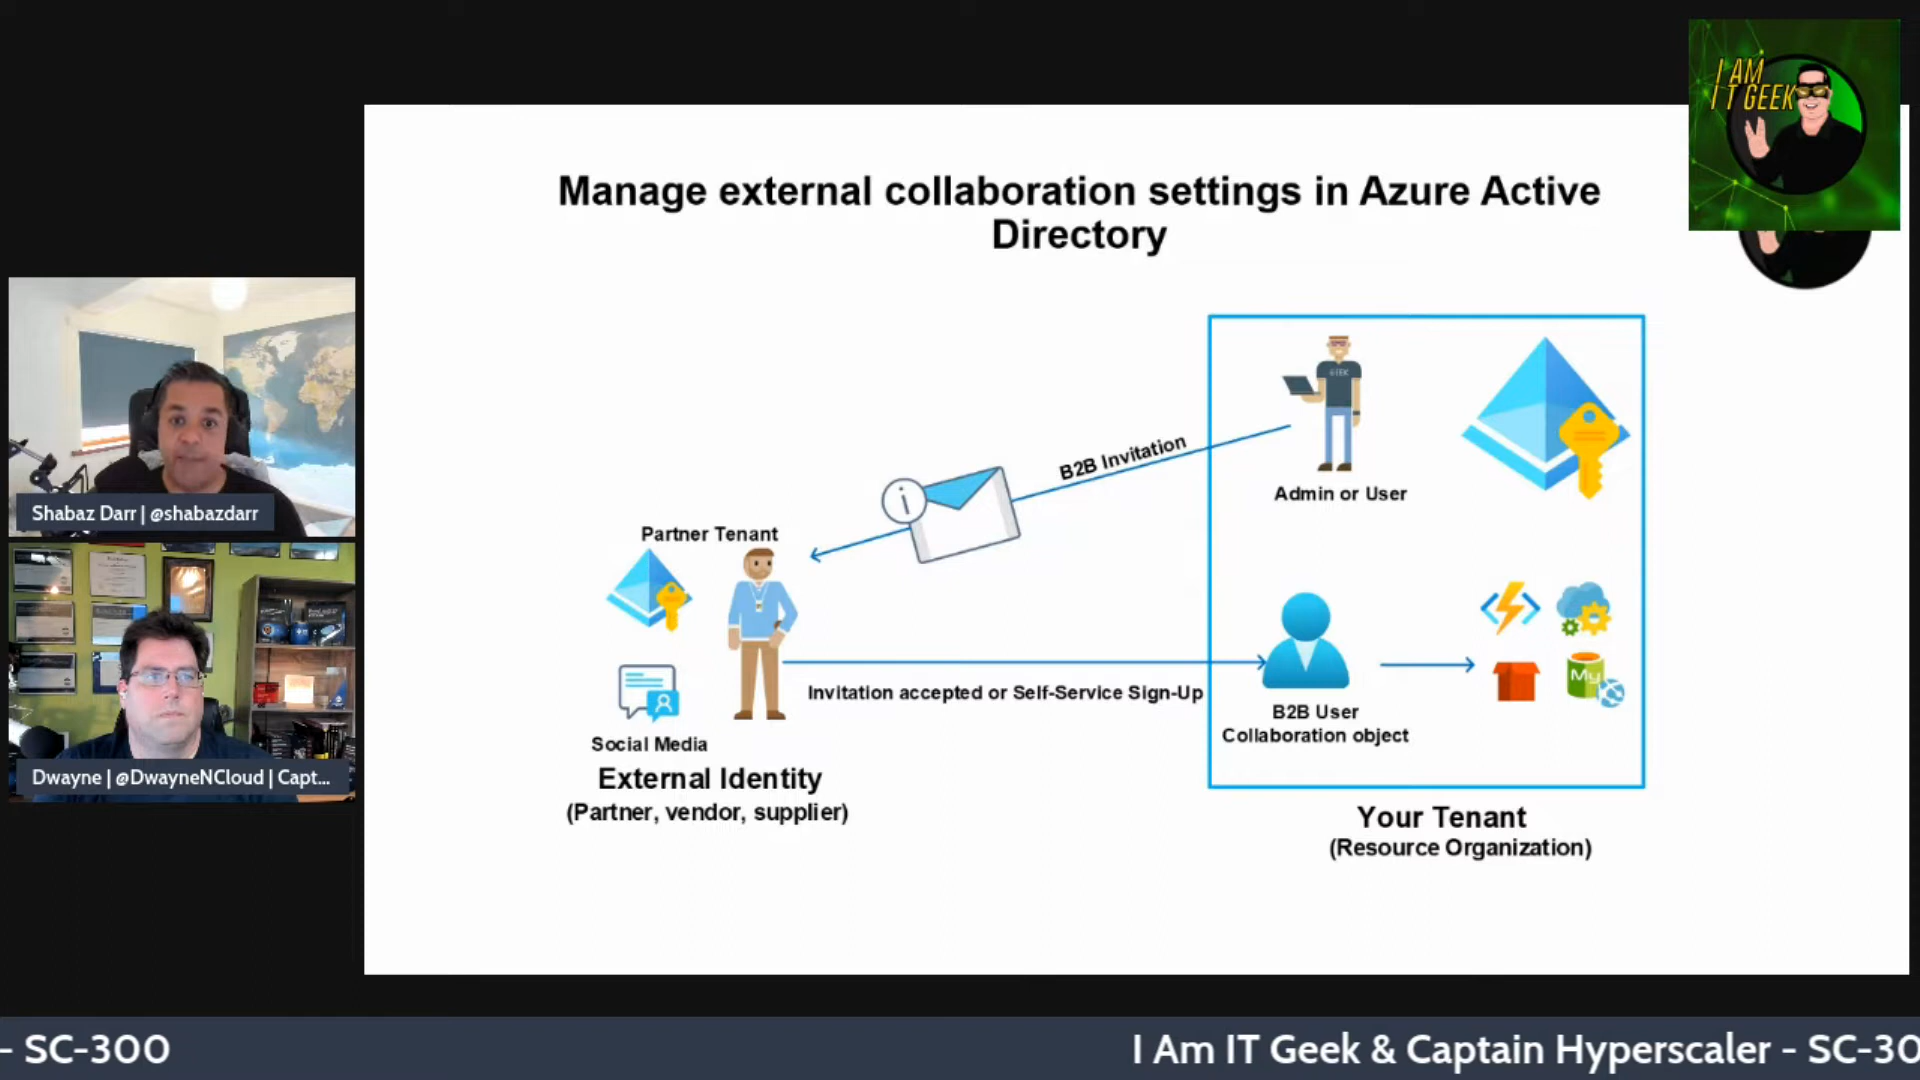 I AM
IT GEEK
Manage external collaboration settings in Azure Active
Directory
GEEK
B2B Invitation
Admin or User
i
Partner Tenant
Invitation accepted or Self-Service Sign-Up
My
B2B User
Collaboration object
Social Media
External Identity
(Partner, vendor, supplier)
Your Tenant
(Resource Organization)
Shabaz Darr | @shabazdarr
Dwayne | @DwayneNCloud | Capt...
- SC-300
I Am IT Geek & Captain Hyperscaler - SC-30